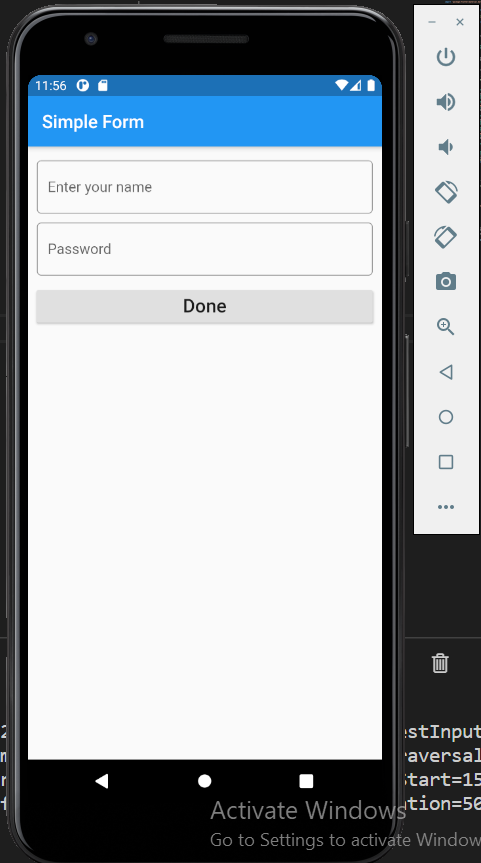 11:56
Simple Form
Enter your name
Password
Done
estInput
raversal
Start=15
ation=50
Activate Windows
Go to Settings to activate Window